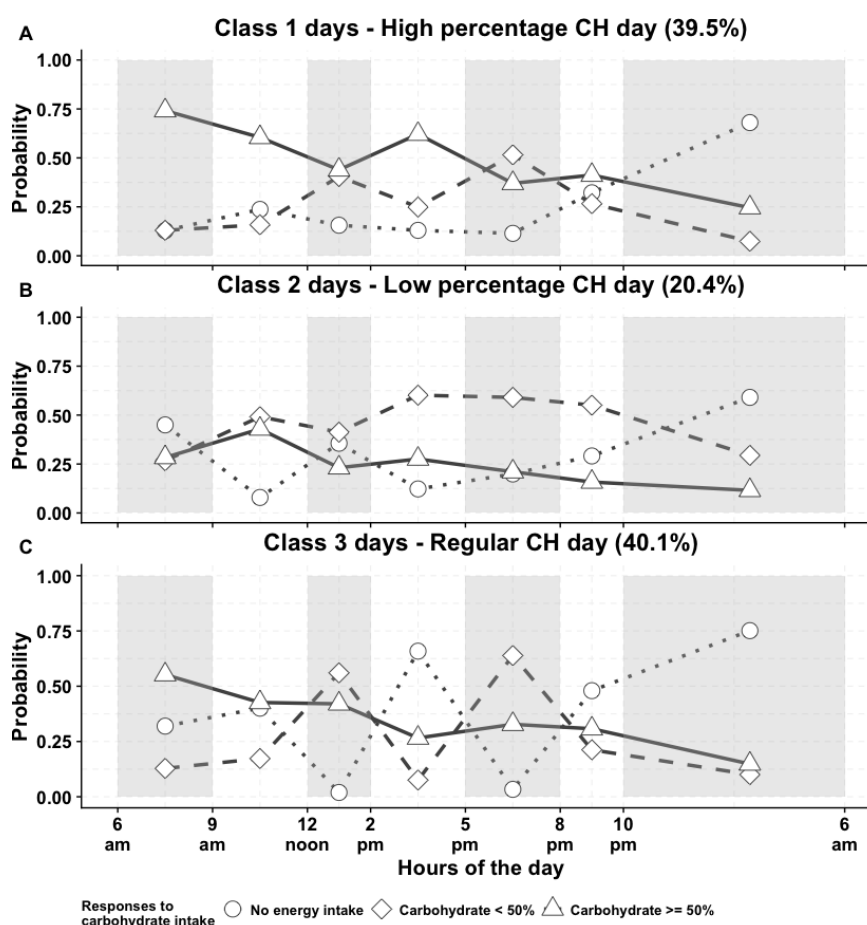 A
Class 1 days - High percentage CH day (39.5%)
1.00
0.75
0.50
0.25
0.00
Probability
B
Class 2 days - Low percentage CH day (20.4%)
1.00
0.75
0.50
0.25
0.00
Probability
C
Class 3 days - Regular CH day (40.1%)
1.00
0.75
0.50
0.25
0.00
Probability
6 9 12 2 5 8 10 6
am am noon pm pm pm pm am
Hours of the day
Responses to
carbohydrate intake
No energy intake
Carbohydrate < 50%
Carbohydrate >= 50%